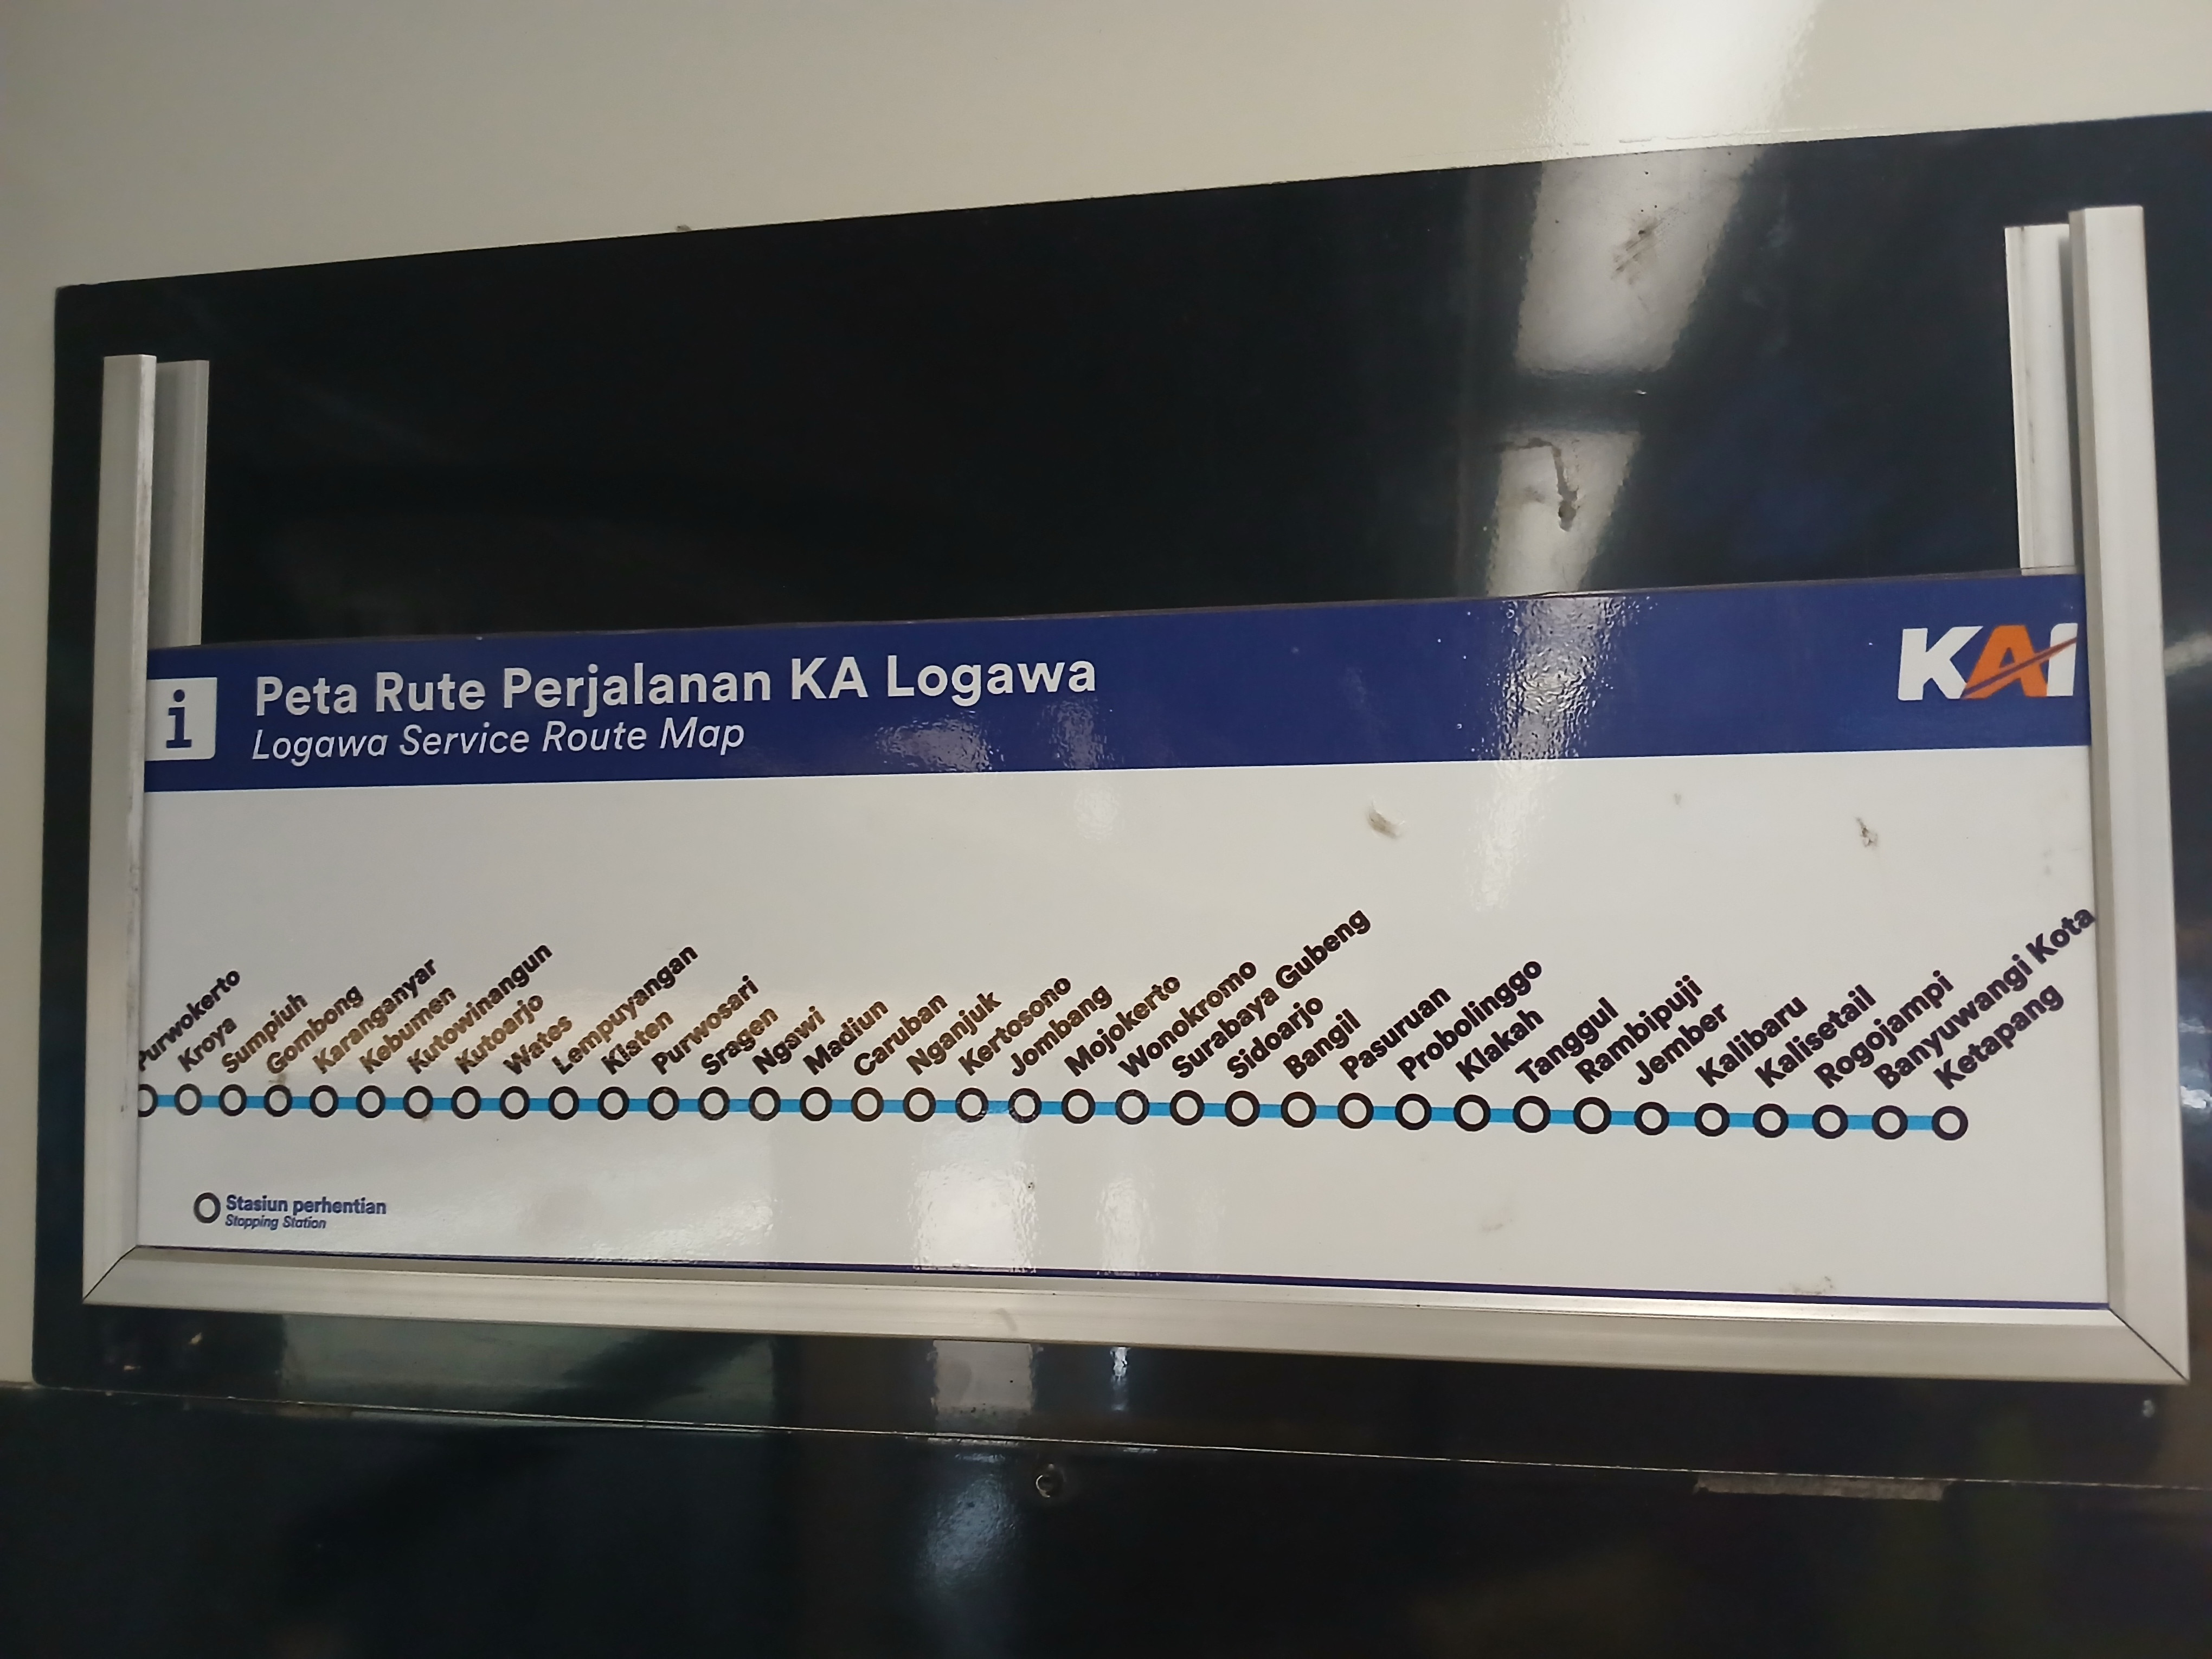 i
Peta Rute Perjalanan KA Logawa
Logawa Service Route Map
KAI
Purwokerto
Kroya
Sumpiuh
Gombong
Karanganyar
Kebumen
Kutowinangun
Kutoarjo
Wates
Lempuyangan
Klaten
Purwosari
Sragen
Ngawi
Madiun
Caruban
Nganjuk
Kertosono
Jombang
Mojokerto
Wonokromo
Surabaya Gubeng
Sidoarjo
Bangil
Pasuruan
Probolinggo
Klakah
Tanggul
Rambipuji
Jember
Kalibaru
Kalisetail
Rogojampi
Banyuwangi Kota
Ketapang
Stasiun perhentian
Stopping Station